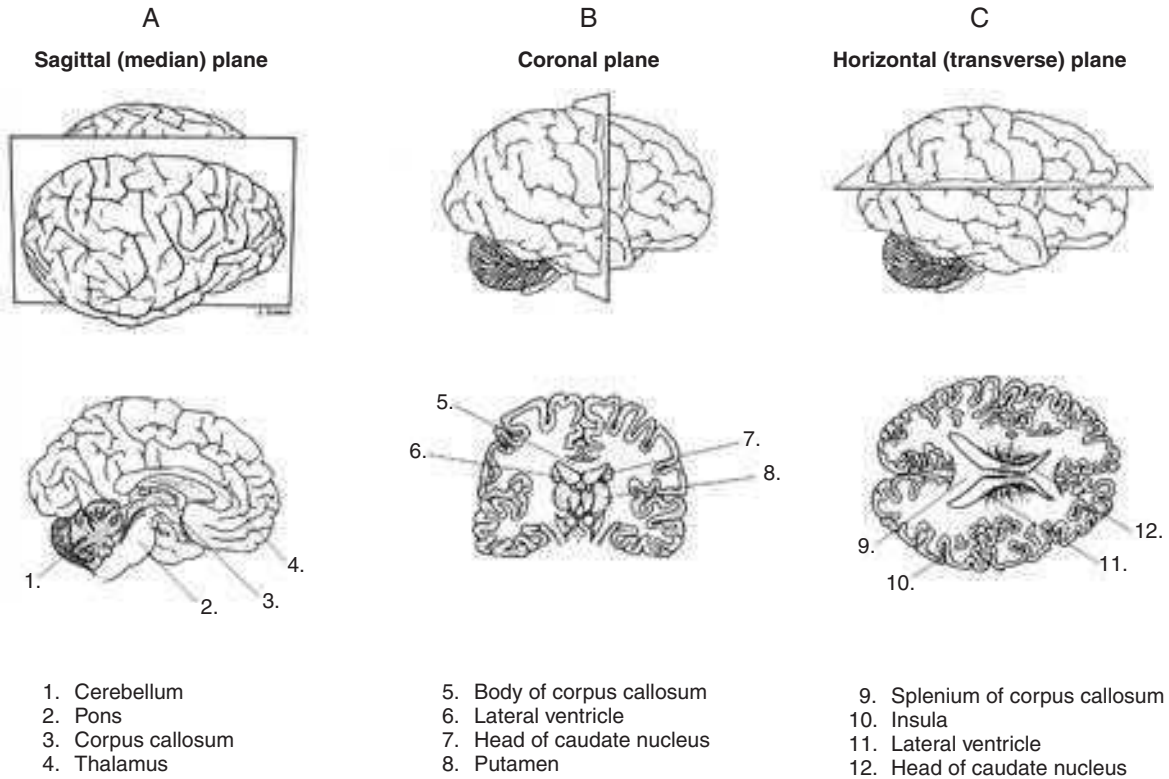 A
Sagittal (median) plane
B
Coronal plane
C
Horizontal (transverse) plane
1.
2.
3.
4.
5.
6.
7.
8.
9.
10.
11.
12.
1. Cerebellum
2. Pons
3. Corpus callosum
4. Thalamus
5. Body of corpus callosum
6. Lateral ventricle
7. Head of caudate nucleus
8. Putamen
9. Splenium of corpus callosum
10. Insula
11. Lateral ventricle
12. Head of caudate nucleus